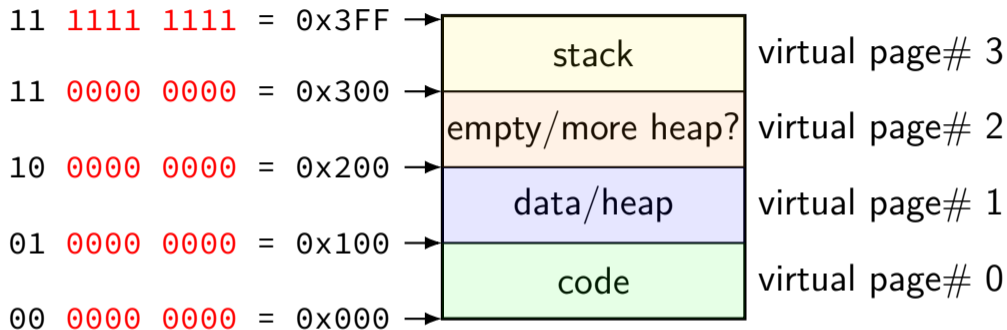 11 1111 1111 = 0x3FF
stack
virtual page# 3
11 0000 0000 = 0x300
empty/more heap?
virtual page# 2
10 0000 0000 = 0x200
data/heap
virtual page# 1
01 0000 0000 = 0x100
code
virtual page# 0
00 0000 0000 = 0x000